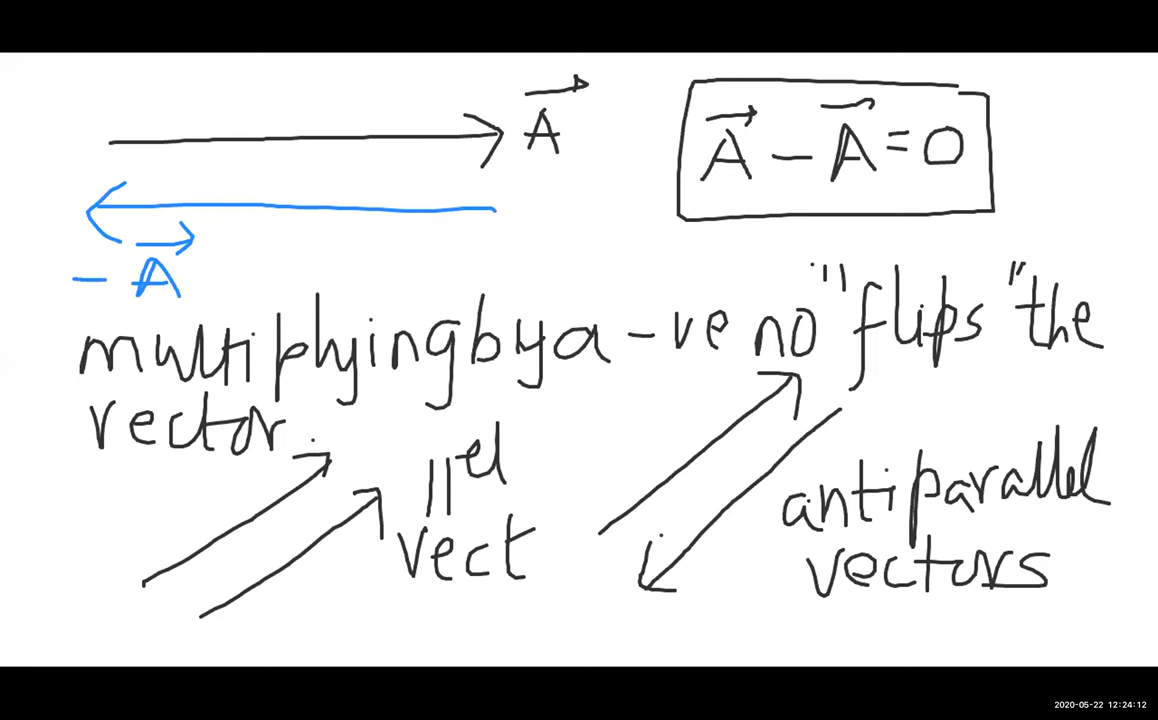 A
A - A = 0
- A
multiplying by a -ve no "flips" the
vector.
||el
vect
antiparallel
vectors
2020-05-22 12:24:12